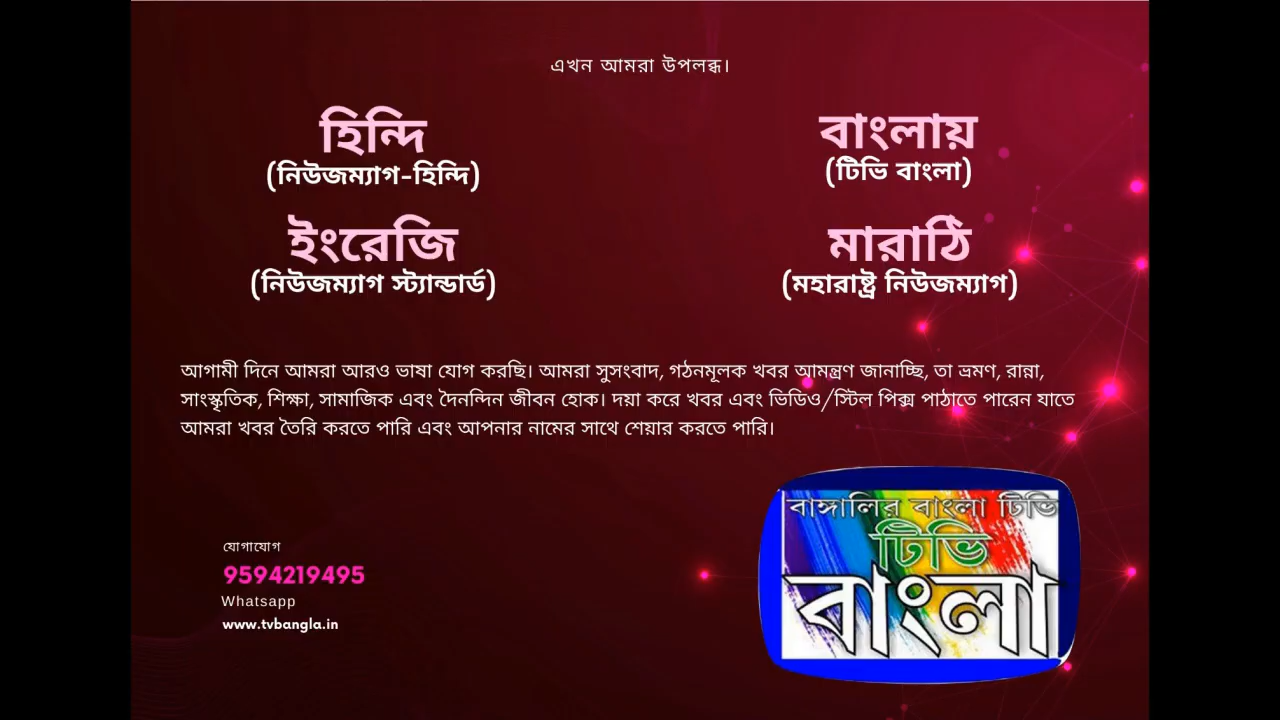 এখন আমরা উপলব্ধ।
হিন্দি
(নিউজম্যাগ-হিন্দি)
বাংলায়
(টিভি বাংলা)
ইংরেজি
(নিউজম্যাগ স্ট্যান্ডার্ড)
মারাঠি
(মহারাষ্ট্র নিউজম্যাগ)
আগামী দিনে আমরা আরও ভাষা যোগ করছি। আমরা সুসংবাদ, গঠনমূলক খবর আমন্ত্রণ জানাচ্ছি, তা ভ্রমণ, রান্না,
সাংস্কৃতিক, শিক্ষা, সামাজিক এবং দৈনন্দিন জীবন হোক। দয়া করে খবর এবং ভিডিও/স্টিল পিক্স পাঠাতে পারেন যাতে
আমরা খবর তৈরি করতে পারি এবং আপনার নামের সাথে শেয়ার করতে পারি।
যোগাযোগ
9594219495
Whatsapp
www.tvbangla.in
বাঙ্গালির বাংলা টিভি
টিভি
বাংলা